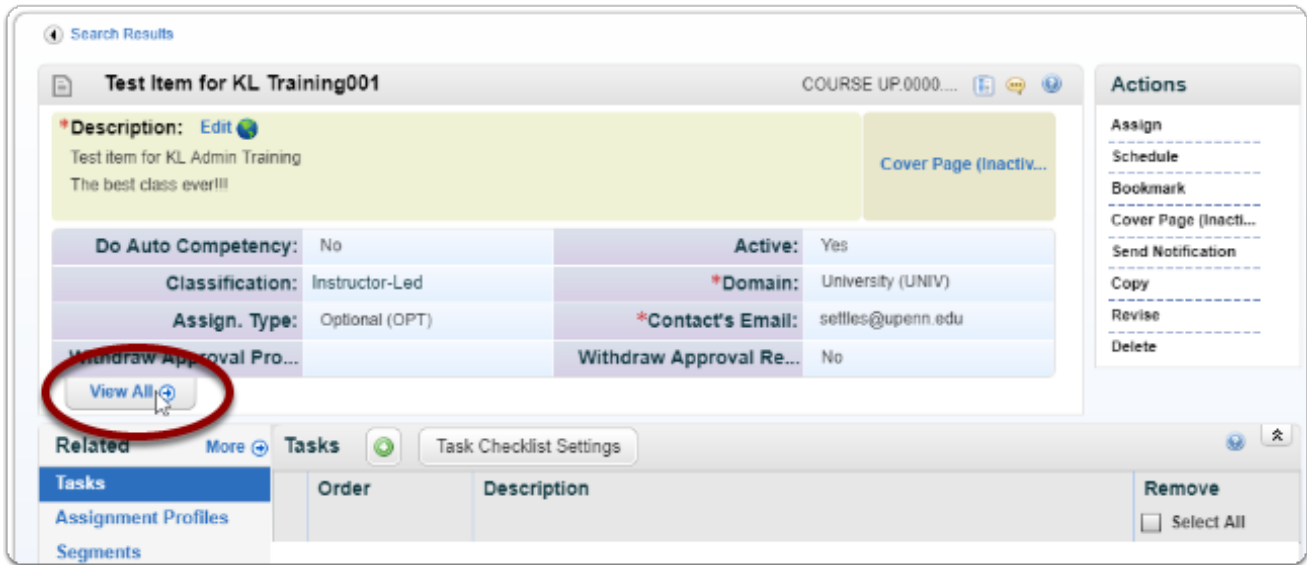 Search Results
Test Item for KL Training001 COURSE UP.0000....
*Description: Edit
Test item for KL Admin Training
The best class ever!!!
Cover Page (Inactiv...
Do Auto Competency: No Active: Yes
Classification: Instructor-Led *Domain: University (UNIV)
Assign. Type: Optional (OPT) *Contact's Email: settles@upenn.edu
Withdraw Approval Pro... Withdraw Approval Re... No
View All
Actions
Assign
Schedule
Bookmark
Cover Page (Inacti...
Send Notification
Copy
Revise
Delete
Related More Tasks Task Checklist Settings
Tasks
Assignment Profiles
Segments
Order Description Remove
Select All